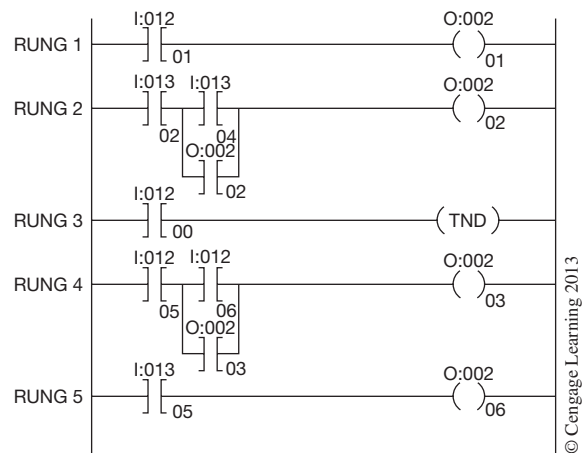 I:012
O:002
RUNG 1
01
01
I:013
I:013
O:002
RUNG 2
02
04
02
O:002
02
I:012
RUNG 3
TND
00
I:012
I:012
O:002
RUNG 4
05
06
03
O:002
03
I:013
O:002
RUNG 5
05
06
© Cengage Learning 2013